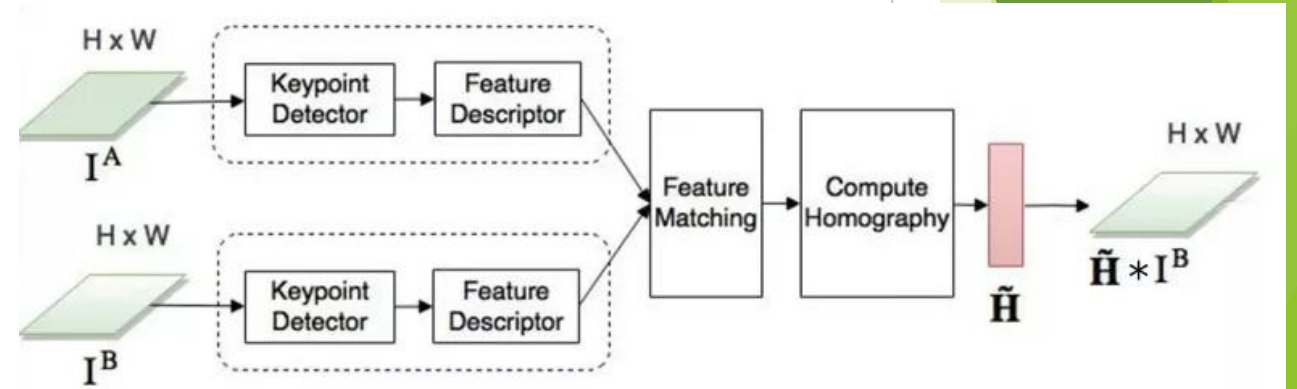 H x W
Keypoint
Detector
Feature
Descriptor
I^A
H x W
Keypoint
Detector
Feature
Descriptor
I^B
Feature
Matching
Compute
Homography
H̃
H x W
H̃ * I^B